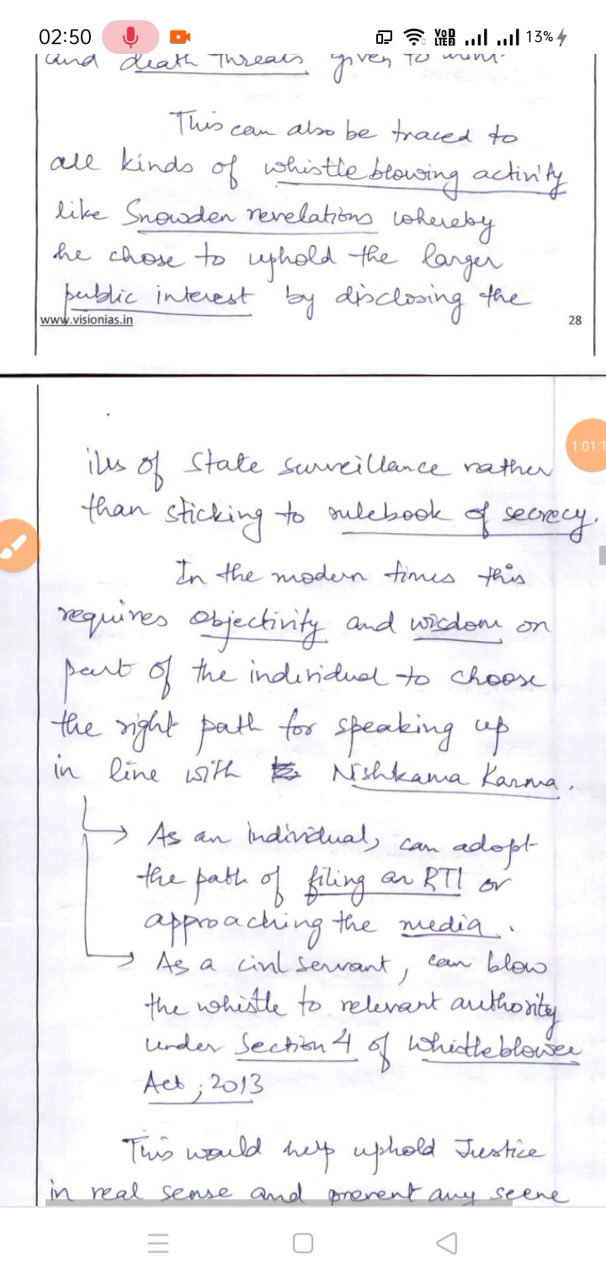 02:50
VoD LTE2 13%
and death threats given to him.
This can also be traced to
all kinds of whistleblowing activity
like Snowden revelations whereby
he chose to uphold the larger
public interest by disclosing the
www.visionias.in 28
1:01:1
ills of State surveillance rather
than sticking to rulebook of secrecy.
In the modern times this
requires objectivity and wisdom on
part of the individual to choose
the right path for speaking up
in line with Nishkama Karma.
→ As an individual, can adopt
the path of filing an RTI or
approaching the media.
→ As a civil servant, can blow
the whistle to relevant authority
under Section 4 of Whistleblower
Act, 2013
This would help uphold Justice
in real sense and prevent any scene